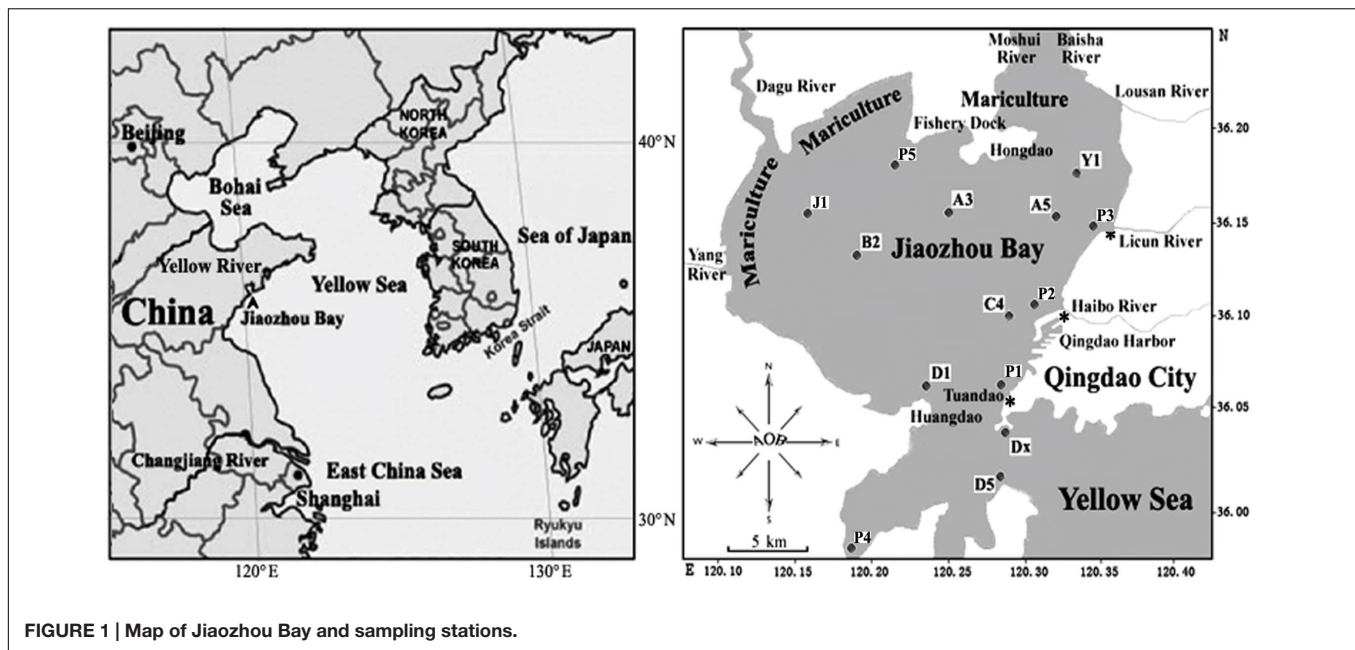 NORTH
KOREA
Beijing
40°N
Bohai
Sea
Sea of Japan
SOUTH
KOREA
Yellow River
Yellow Sea
China
Jiaozhou Bay
Korea Strait
JAPAN
Changjiang River
East China Sea
Shanghai
Ryukyu
Islands
30°N
120°E
130°E
Moshui
River
Baisha
River
N
Dagu River
Mariculture
Lousan River
Mariculture
Fishery Dock
36.20
Hongdao
P5
Y1
Mariculture
J1
A3
A5
P3
36.15
Licun River
B2
Jiaozhou Bay
Yang
River
P2
C4
Haibo River
36.10
Qingdao Harbor
D1
P1
Qingdao City
Tuandao
Huangdao
36.05
N
W
AOB
E
S
Dx
D5
Yellow Sea
36.00
P4
5 km
E
120.10
120.15
120.20
120.25
120.30
120.35
120.40
FIGURE 1 | Map of Jiaozhou Bay and sampling stations.